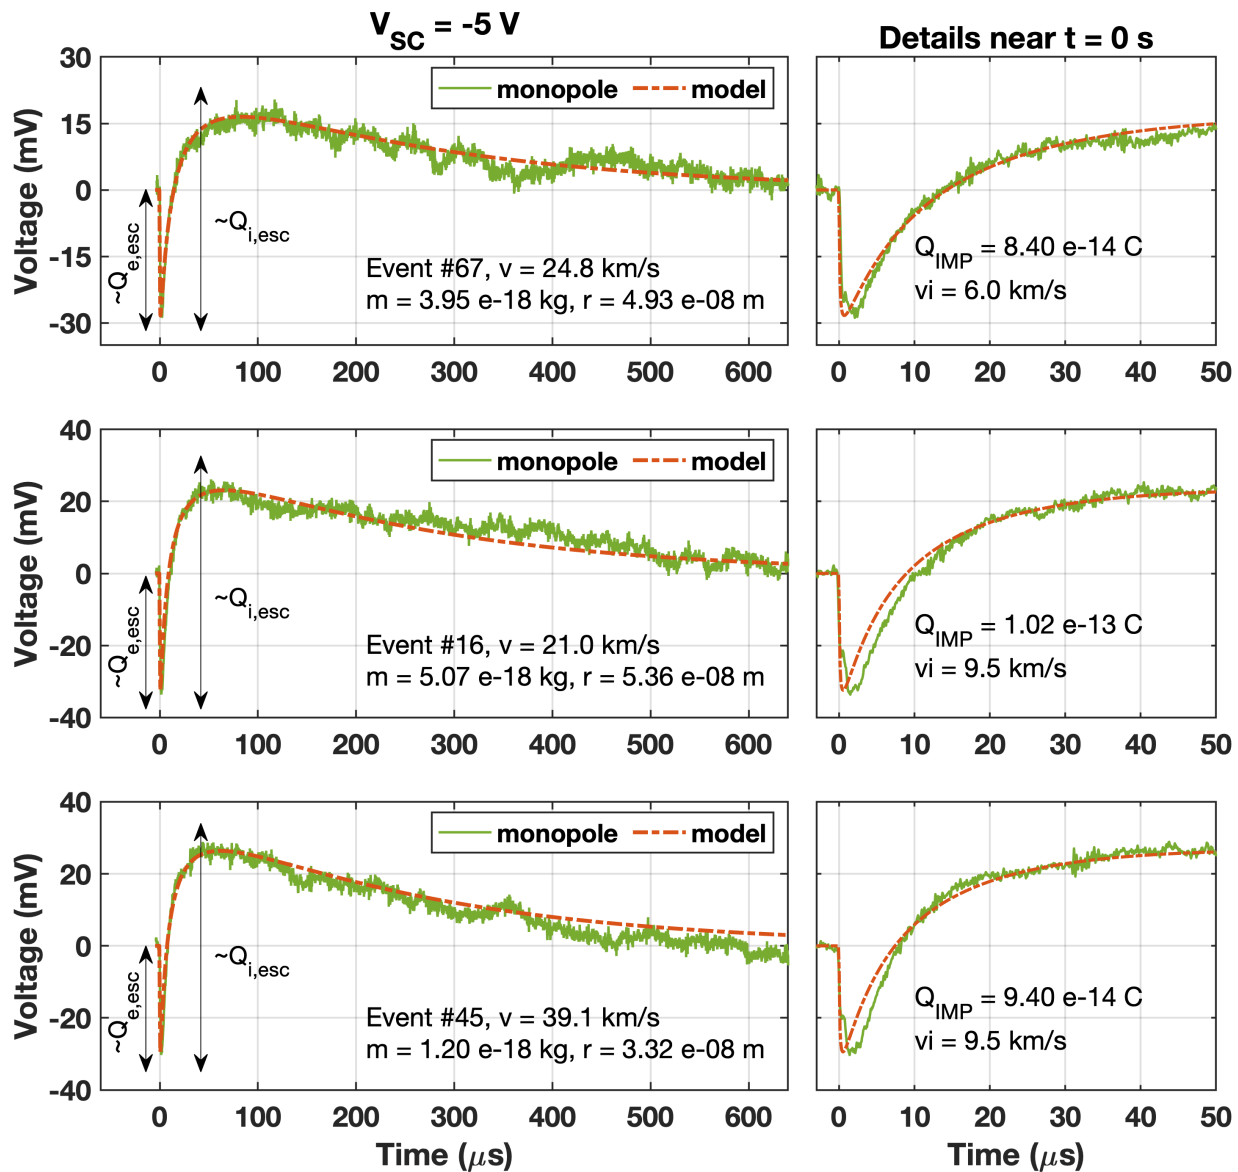 V_SC = -5 V
Details near t = 0 s
Voltage (mV)
30
15
0
-15
-30
monopole model
~Q_e,esc
~Q_i,esc
Event #67, v = 24.8 km/s
m = 3.95 e-18 kg, r = 4.93 e-08 m
0 100 200 300 400 500 600
Q_IMP = 8.40 e-14 C
vi = 6.0 km/s
0 10 20 30 40 50
Voltage (mV)
40
20
0
-20
-40
monopole model
~Q_e,esc
~Q_i,esc
Event #16, v = 21.0 km/s
m = 5.07 e-18 kg, r = 5.36 e-08 m
0 100 200 300 400 500 600
Q_IMP = 1.02 e-13 C
vi = 9.5 km/s
0 10 20 30 40 50
Voltage (mV)
40
20
0
-20
-40
monopole model
~Q_e,esc
~Q_i,esc
Event #45, v = 39.1 km/s
m = 1.20 e-18 kg, r = 3.32 e-08 m
0 100 200 300 400 500 600
Time (μs)
Q_IMP = 9.40 e-14 C
vi = 9.5 km/s
0 10 20 30 40 50
Time (μs)